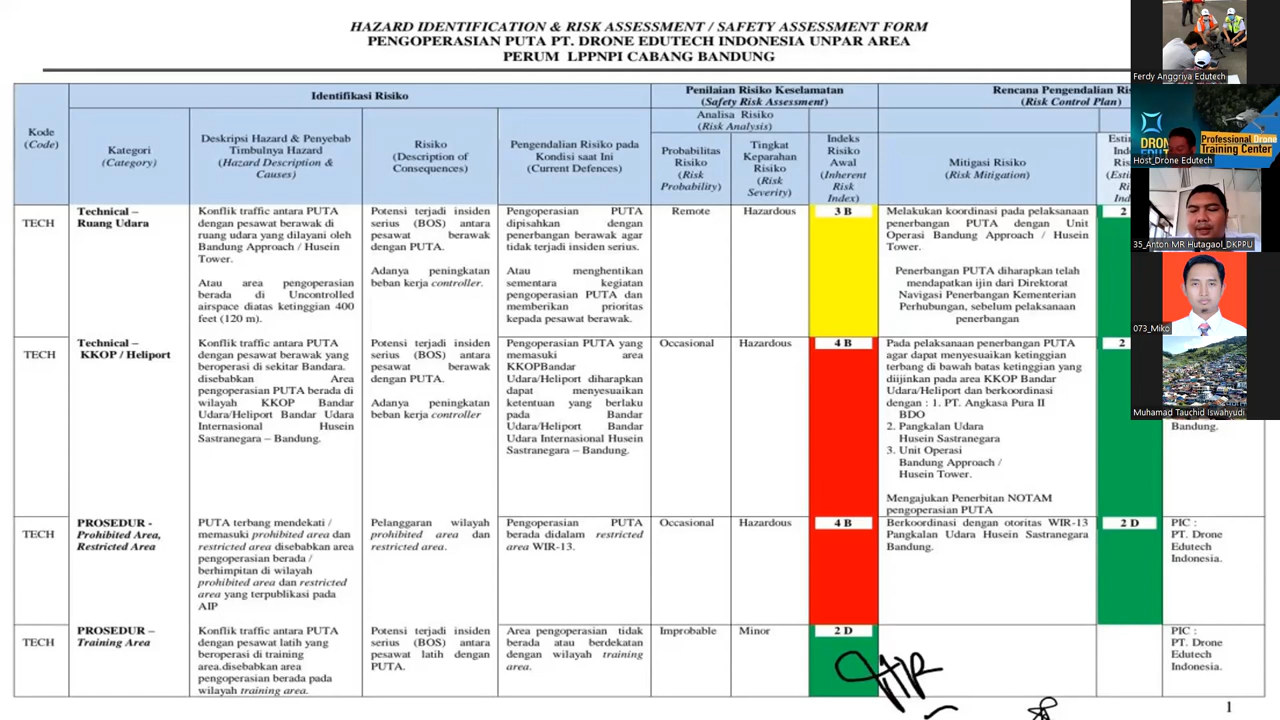 HAZARD IDENTIFICATION & RISK ASSESSMENT / SAFETY ASSESSMENT FORM
PENGOPERASIAN PUTA PT. DRONE EDUTECH INDONESIA UNPAR AREA
PERUM LPPNPI CABANG BANDUNG
Kode
(Code)
Identifikasi Risiko
Penilaian Risiko Keselamatan
(Safety Risk Assessment)
Rencana Pengendalian
(Risk Control Plan)
Kategori
(Category)
Deskripsi Hazard & Penyebab
Timbulnya Hazard
(Hazard Description &
Causes)
Risiko
(Description of
Consequences)
Pengendalian Risiko pada
Kondisi saat Ini
(Current Defences)
Analisa Risiko
(Risk Analysis)
Probabilitas
Risiko
(Risk
Probability)
Tingkat
Keparahan
Risiko
(Risk
Severity)
Indeks
Risiko
Awal
(Inherent
Risk
Index)
Mitigasi Risiko
(Risk Mitigation)
TECH
Technical –
Ruang Udara
Konflik traffic antara PUTA
dengan pesawat berawak di
ruang udara yang dilayani oleh
Bandung Approach / Husein
Tower.
Atau area pengoperasian
berada di Uncontrolled
airspace diatas ketinggian 400
feet (120 m).
Potensi terjadi insiden
serius (BOS) antara
pesawat berawak
dengan PUTA.
Adanya peningkatan
beban kerja controller.
Pengoperasian PUTA
dipisahkan dengan
penerbangan berawak agar
tidak terjadi insiden serius.
Atau menghentikan
sementara kegiatan
pengoperasian PUTA dan
memberikan prioritas
kepada pesawat berawak.
Remote
Hazardous
3 B
Melakukan koordinasi pada pelaksanaan
penerbangan PUTA dengan Unit
Operasi Bandung Approach / Husein
Tower.
Penerbangan PUTA diharapkan telah
mendapatkan ijin dari Direktorat
Navigasi Penerbangan Kementerian
Perhubungan, sebelum pelaksanaan
penerbangan
2
TECH
Technical –
KKOP / Heliport
Konflik traffic antara PUTA
dengan pesawat berawak yang
beroperasi di sekitar Bandara.
disebabkan Area
pengoperasian PUTA berada di
wilayah KKOP Bandar
Udara/Heliport Bandar Udara
Internasional Husein
Sastranegara – Bandung.
Potensi terjadi insiden
serius (BOS) antara
pesawat berawak
dengan PUTA.
Adanya peningkatan
beban kerja controller
Pengoperasian PUTA yang
memasuki area
KKOPBandar
Udara/Heliport diharapkan
dapat menyesuaikan
ketentuan yang berlaku
pada Bandar
Udara/Heliport Bandar
Udara Internasional Husein
Sastranegara – Bandung.
Occasional
Hazardous
4 B
Pada pelaksanaan penerbangan PUTA
agar dapat menyesuaikan ketinggian
terbang di bawah batas ketinggian yang
diijinkan pada area KKOP Bandar
Udara/Heliport dan berkoordinasi
dengan : 1. PT. Angkasa Pura II
BDO
2. Pangkalan Udara
Husein Sastranegara
3. Unit Operasi
Bandung Approach /
Husein Tower.
Mengajukan Penerbitan NOTAM
pengoperasian PUTA
2
Bandung.
TECH
PROSEDUR -
Prohibited Area,
Restricted Area
PUTA terbang mendekati /
memasuki prohibited area dan
restricted area disebabkan area
pengoperasian berada /
berhimpitan di wilayah
prohibited area dan restricted
area yang terpublikasi pada
AIP
Pelanggaran wilayah
prohibited area dan
restricted area.
Pengoperasian PUTA
berada didalam restricted
area WIR-13.
Occasional
Hazardous
4 B
Berkoordinasi dengan otoritas WIR-13
Pangkalan Udara Husein Sastranegara
Bandung.
2 D
PIC :
PT. Drone
Edutech
Indonesia.
TECH
PROSEDUR –
Training Area
Konflik traffic antara PUTA
dengan pesawat latih yang
beroperasi di training
area.disebabkan area
pengoperasian berada pada
wilayah training area.
Potensi terjadi insiden
serius (BOS) antara
pesawat latih dengan
PUTA.
Area pengoperasian tidak
berada atau berdekatan
dengan wilayah training
area.
Improbable
Minor
2 D
PIC :
PT. Drone
Edutech
Indonesia.
1
Ferdy Anggriya Edutech
Professional Drone
Training Center
Host_Drone Edutech
35_Anton MR Hutagaol_DKPPU
073_Miko
Muhamad Tauchid Iswahyudi